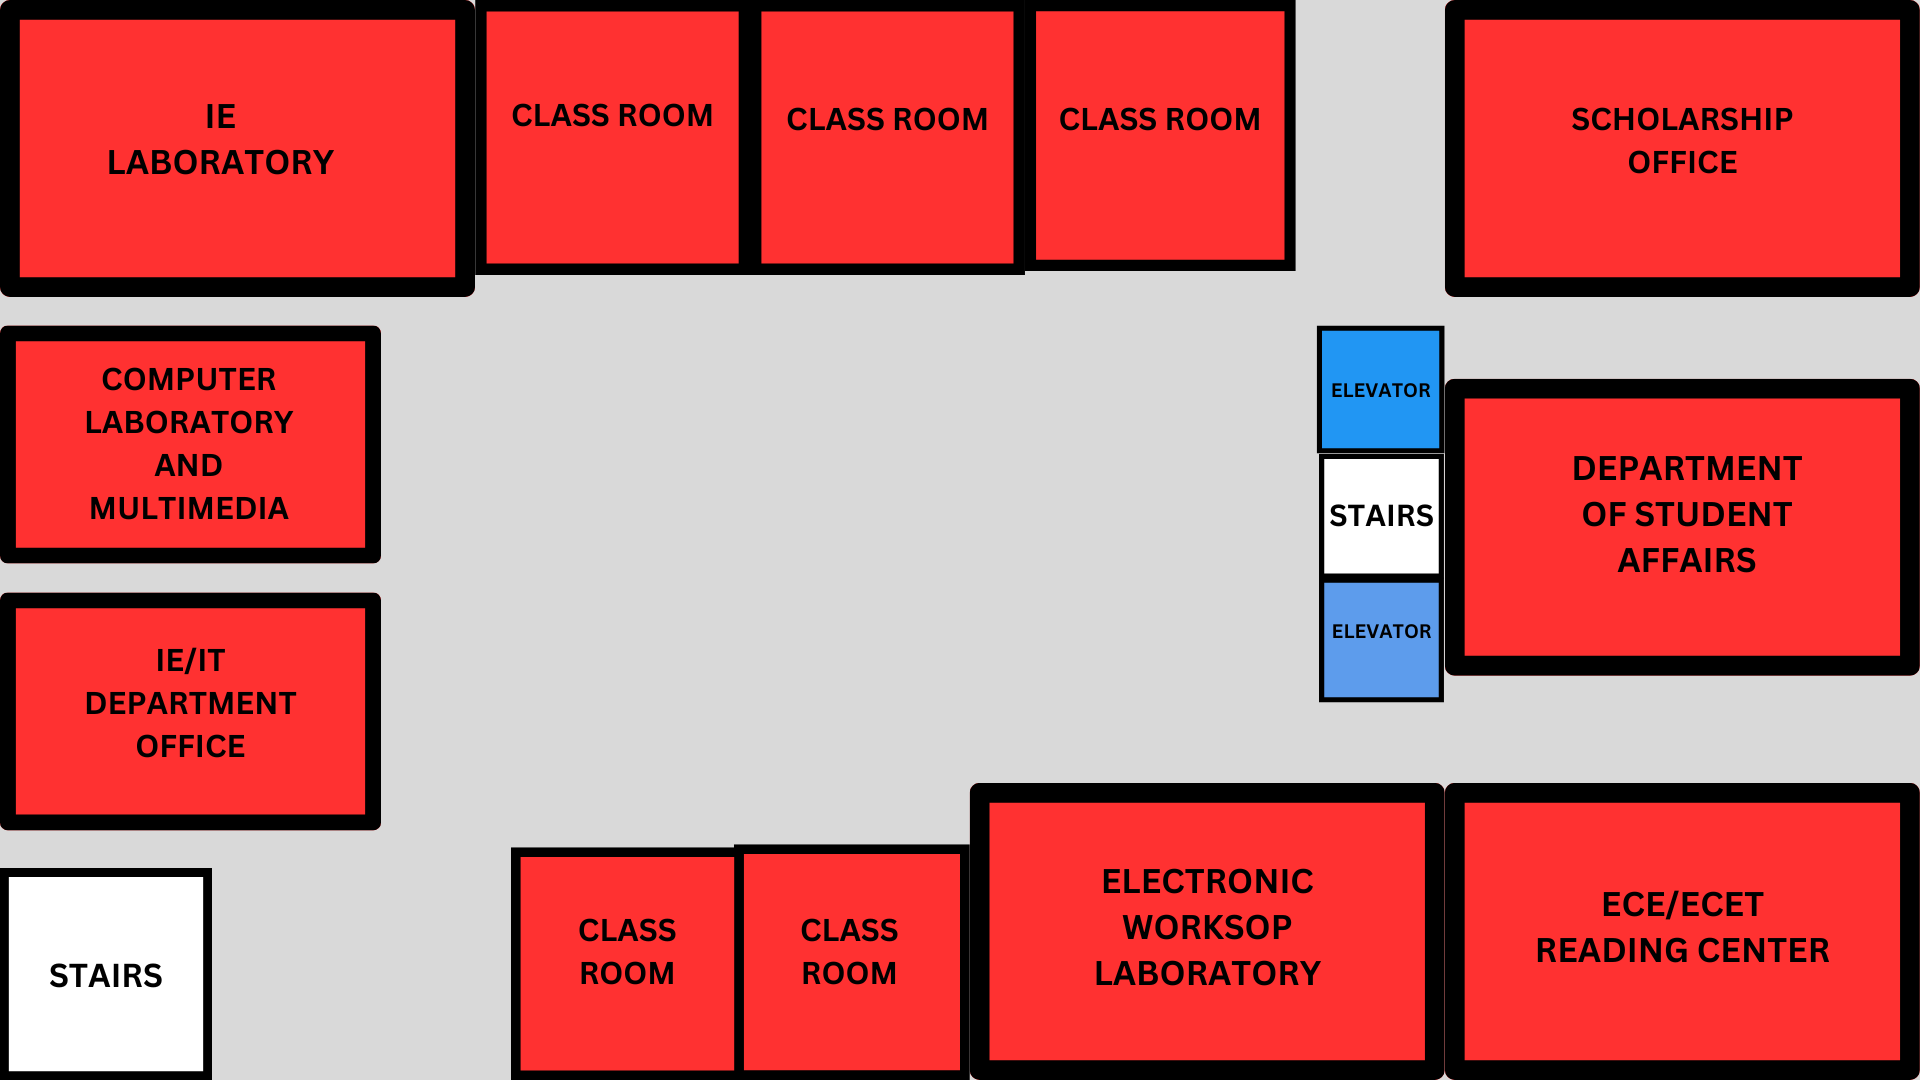 IE
LABORATORY
CLASS ROOM
CLASS ROOM
CLASS ROOM
SCHOLARSHIP
OFFICE
COMPUTER
LABORATORY
AND
MULTIMEDIA
ELEVATOR
STAIRS
ELEVATOR
DEPARTMENT
OF STUDENT
AFFAIRS
IE/IT
DEPARTMENT
OFFICE
STAIRS
CLASS
ROOM
CLASS
ROOM
ELECTRONIC
WORKSOP
LABORATORY
ECE/ECET
READING CENTER